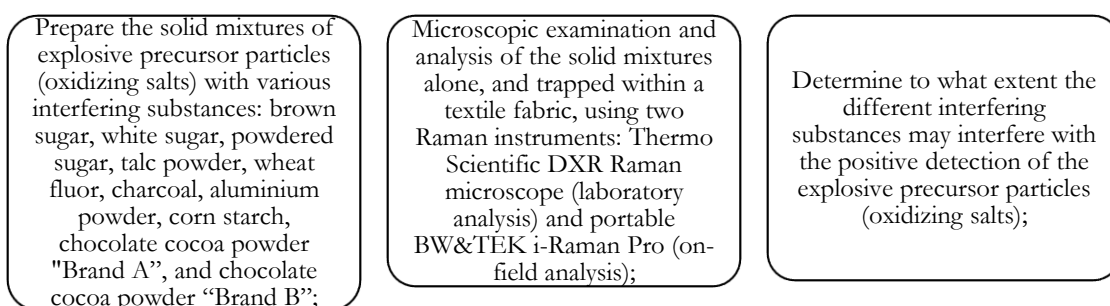 Prepare the solid mixtures of
explosive precursor particles
(oxidizing salts) with various
interfering substances: brown
sugar, white sugar, powdered
sugar, talc powder, wheat
fluor, charcoal, aluminium
powder, corn starch,
chocolate cocoa powder
"Brand A”, and chocolate
cocoa powder “Brand B”;
Microscopic examination and
analysis of the solid mixtures
alone, and trapped within a
textile fabric, using two
Raman instruments: Thermo
Scientific DXR Raman
microscope (laboratory
analysis) and portable
BW&TEK i-Raman Pro (on-
field analysis);
Determine to what extent the
different interfering
substances may interfere with
the positive detection of the
explosive precursor particles
(oxidizing salts);